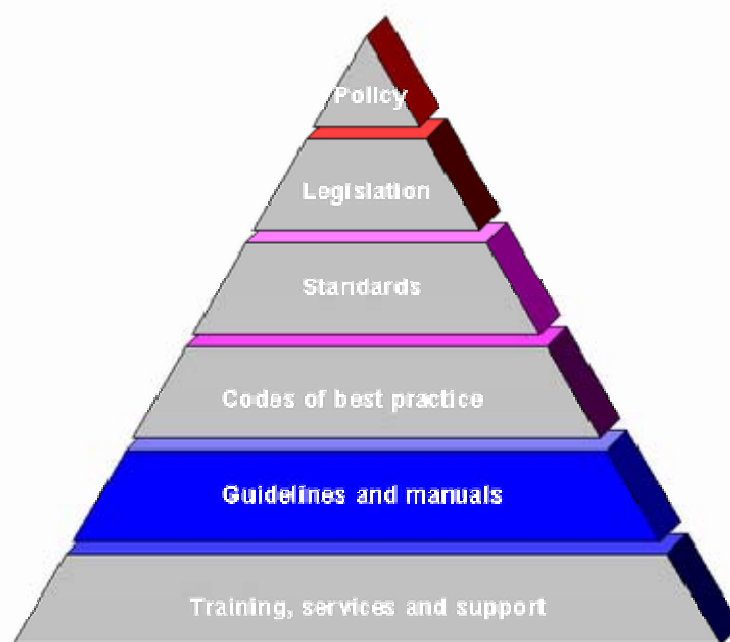 Policy
Legislation
Standards
Codes of best practice
Guidelines and manuals
Training, services and support